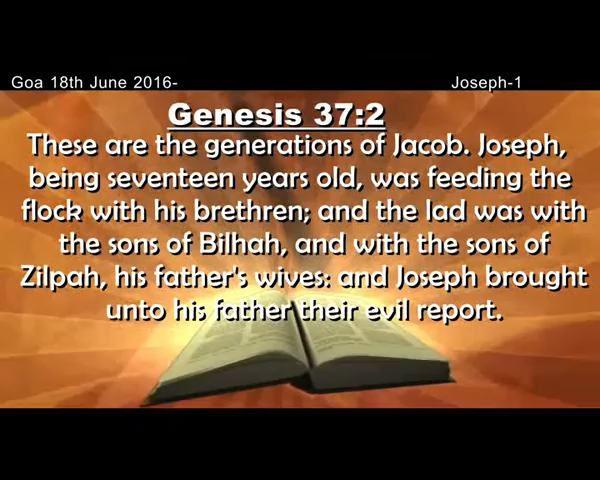 Goa 18th June 2016-
Joseph-1
Genesis 37:2
These are the generations of Jacob. Joseph,
being seventeen years old, was feeding the
flock with his brethren; and the lad was with
the sons of Bilhah, and with the sons of
Zilpah, his father's wives: and Joseph brought
unto his father their evil report.